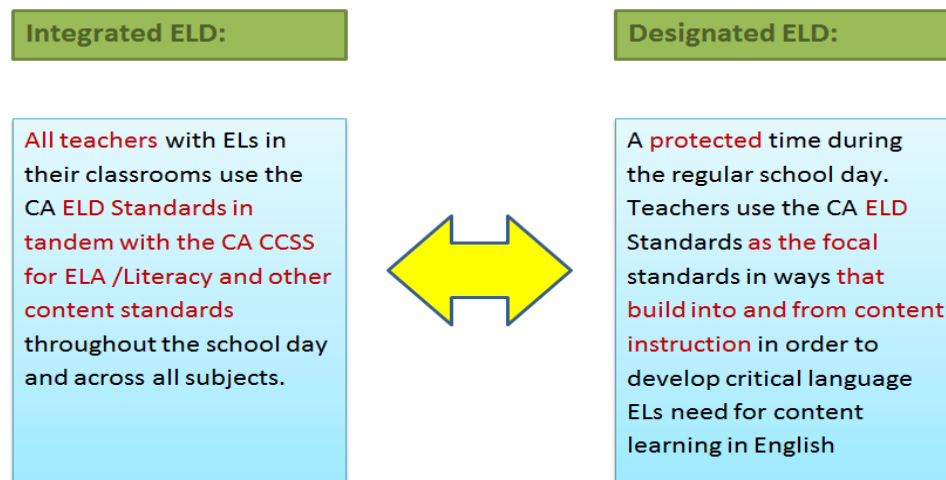 Integrated ELD:
All teachers with ELs in
their classrooms use the
CA ELD Standards in
tandem with the CA CCSS
for ELA /Literacy and other
content standards
throughout the school day
and across all subjects.
Designated ELD:
A protected time during
the regular school day.
Teachers use the CA ELD
Standards as the focal
standards in ways that
build into and from content
instruction in order to
develop critical language
ELs need for content
learning in English